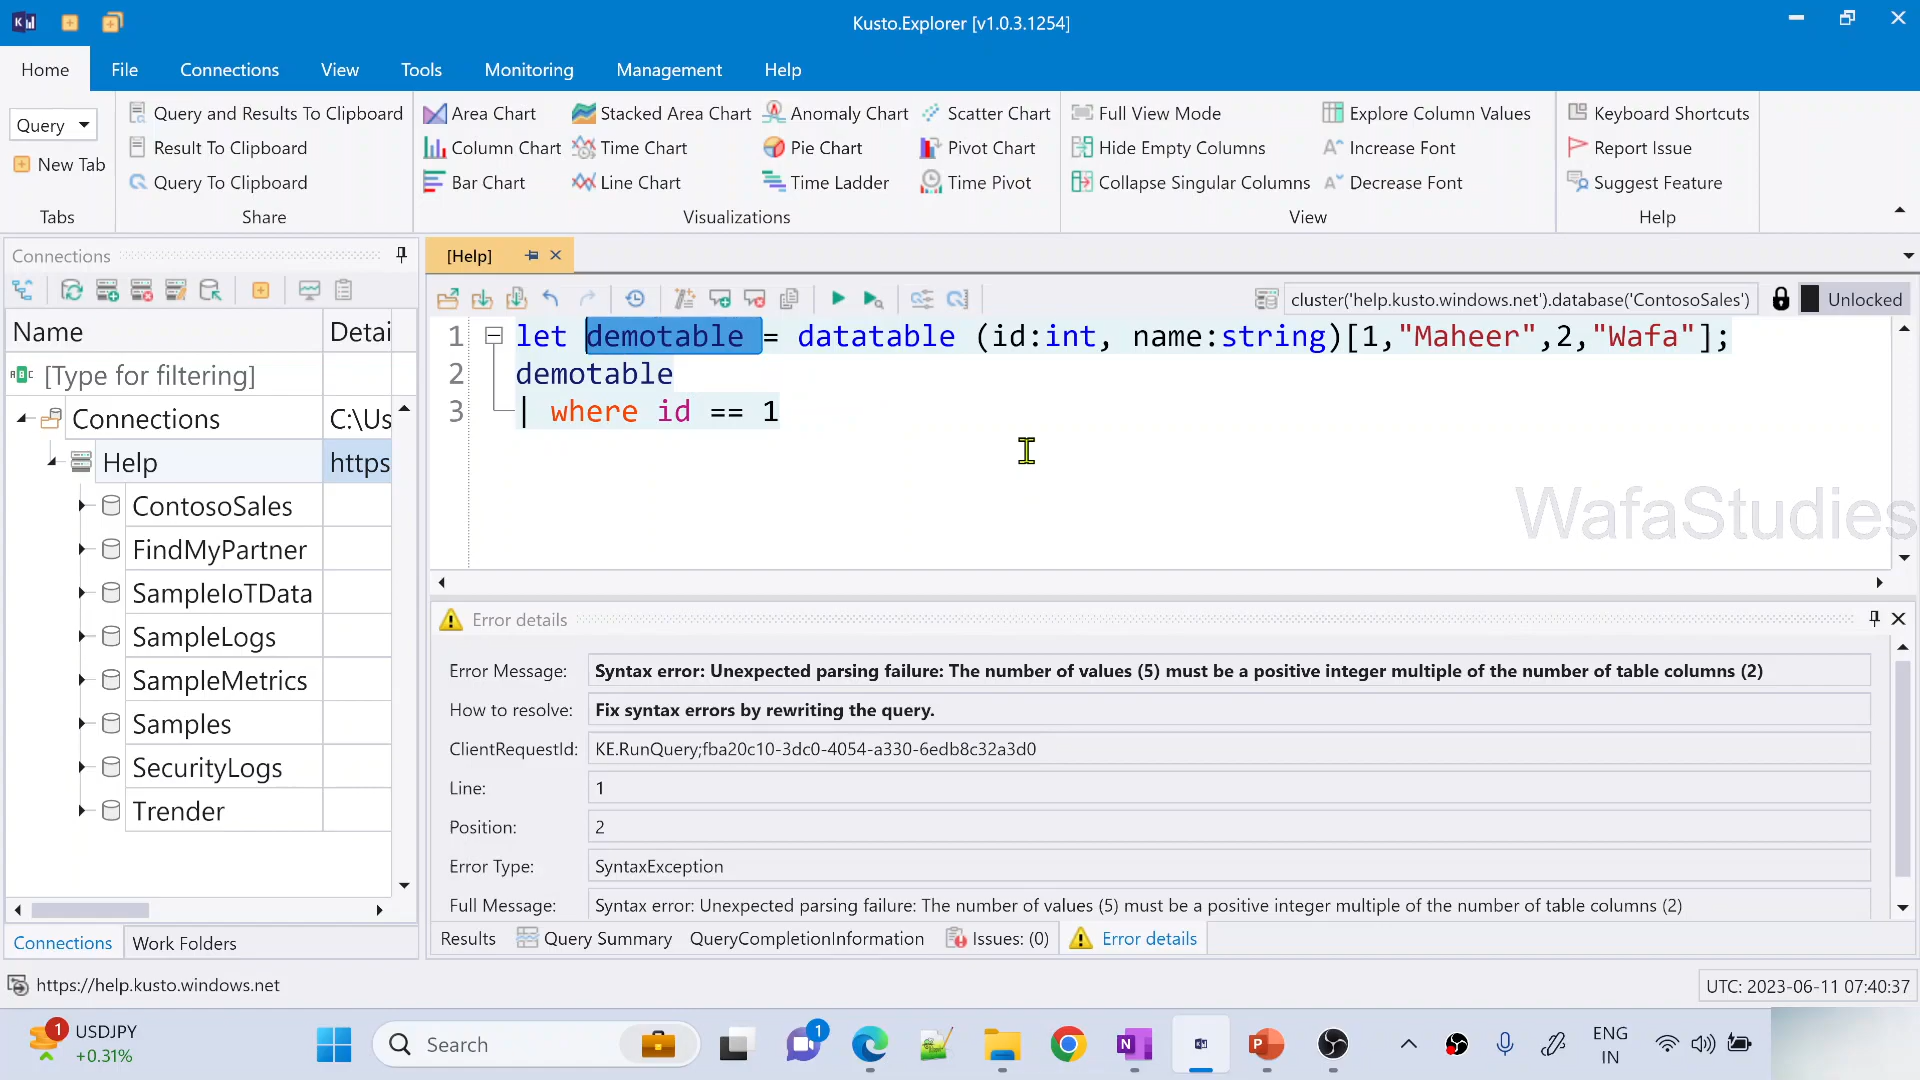 Kusto.Explorer [v1.0.3.1254]
Home File Connections View Tools Monitoring Management Help
Query
New Tab
Tabs
Query and Results To Clipboard
Result To Clipboard
Query To Clipboard
Share
Area Chart Stacked Area Chart Anomaly Chart Scatter Chart
Column Chart Time Chart Pie Chart Pivot Chart
Bar Chart Line Chart Time Ladder Time Pivot
Visualizations
Full View Mode Explore Column Values
Hide Empty Columns Increase Font
Collapse Singular Columns Decrease Font
View
Keyboard Shortcuts
Report Issue
Suggest Feature
Help
Connections
Name Detai
[Type for filtering]
Connections C:\Us
Help https
ContosoSales
FindMyPartner
SampleIoTData
SampleLogs
SampleMetrics
Samples
SecurityLogs
Trender
Connections Work Folders
[Help]
cluster('help.kusto.windows.net').database('ContosoSales') Unlocked
1 let demotable = datatable (id:int, name:string)[1,"Maheer",2,"Wafa"];
2 demotable
3 | where id == 1
WafaStudies
Error details
Error Message: Syntax error: Unexpected parsing failure: The number of values (5) must be a positive integer multiple of the number of table columns (2)
How to resolve: Fix syntax errors by rewriting the query.
ClientRequestId: KE.RunQuery;fba20c10-3dc0-4054-a330-6edb8c32a3d0
Line: 1
Position: 2
Error Type: SyntaxException
Full Message: Syntax error: Unexpected parsing failure: The number of values (5) must be a positive integer multiple of the number of table columns (2)
Results Query Summary QueryCompletionInformation Issues: (0) Error details
https://help.kusto.windows.net UTC: 2023-06-11 07:40:37
1 USDJPY
+0.31%
Search
1
ENG
IN